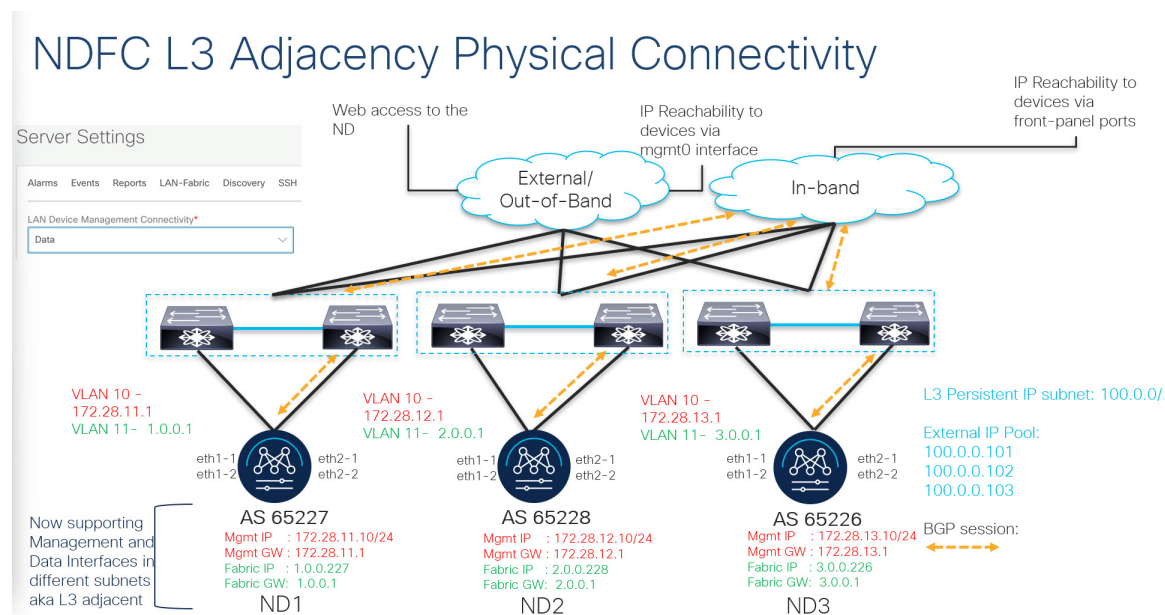 NDFC L3 Adjacency Physical Connectivity
Server Settings
Alarms Events Reports LAN-Fabric Discovery SSH
LAN Device Management Connectivity*
Data
Web access to the
ND
IP Reachability to
devices via
mgmt0 interface
IP Reachability to
devices via
front-panel ports
External/
Out-of-Band
In-band
VLAN 10 -
172.28.11.1
VLAN 11- 1.0.0.1
VLAN 10 -
172.28.12.1
VLAN 11- 2.0.0.1
VLAN 10 -
172.28.13.1
VLAN 11- 3.0.0.1
L3 Persistent IP subnet: 100.0.0/
External IP Pool:
100.0.0.101
100.0.0.102
100.0.0.103
BGP session:
eth1-1
eth1-2
eth2-1
eth2-2
eth1-1
eth1-2
eth2-1
eth2-2
eth1-1
eth1-2
eth2-1
eth2-2
Now supporting
Management and
Data Interfaces in
different subnets
aka L3 adjacent
AS 65227
Mgmt IP : 172.28.11.10/24
Mgmt GW : 172.28.11.1
Fabric IP : 1.0.0.227
Fabric GW: 1.0.0.1
ND1
AS 65228
Mgmt IP : 172.28.12.10/24
Mgmt GW : 172.28.12.1
Fabric IP : 2.0.0.228
Fabric GW: 2.0.0.1
ND2
AS 65226
Mgmt IP : 172.28.13.10/24
Mgmt GW : 172.28.13.1
Fabric IP : 3.0.0.226
Fabric GW: 3.0.0.1
ND3